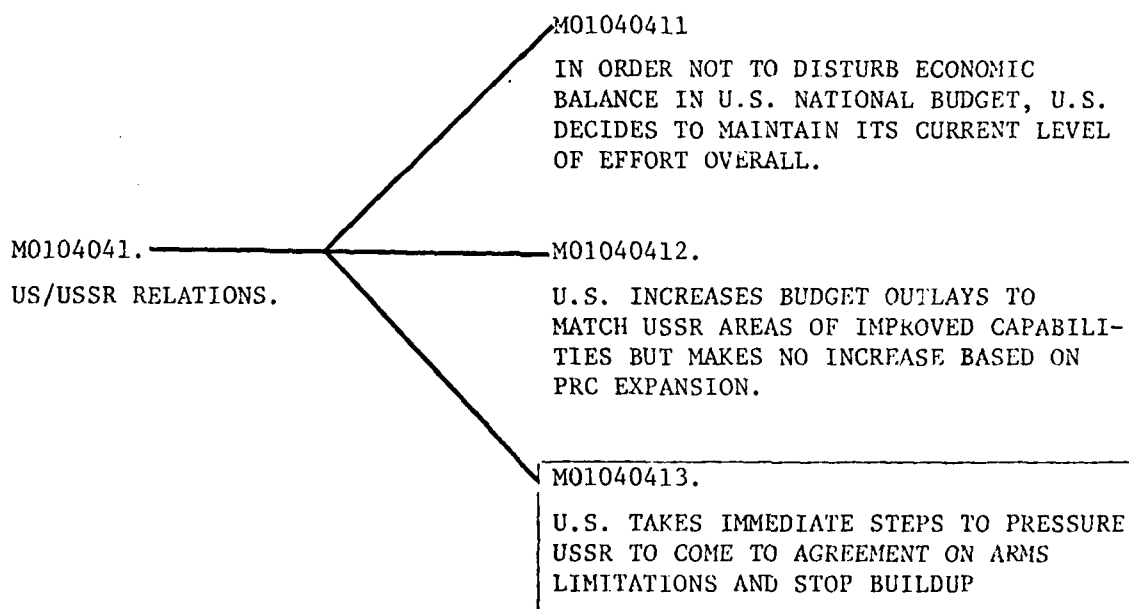 M01040411
IN ORDER NOT TO DISTURB ECONOMIC
BALANCE IN U.S. NATIONAL BUDGET, U.S.
DECIDES TO MAINTAIN ITS CURRENT LEVEL
OF EFFORT OVERALL.
M0104041.
US/USSR RELATIONS.
M01040412.
U.S. INCREASES BUDGET OUTLAYS TO
MATCH USSR AREAS OF IMPROVED CAPABILI-
TIES BUT MAKES NO INCREASE BASED ON
PRC EXPANSION.
M01040413.
U.S. TAKES IMMEDIATE STEPS TO PRESSURE
USSR TO COME TO AGREEMENT ON ARMS
LIMITATIONS AND STOP BUILDUP